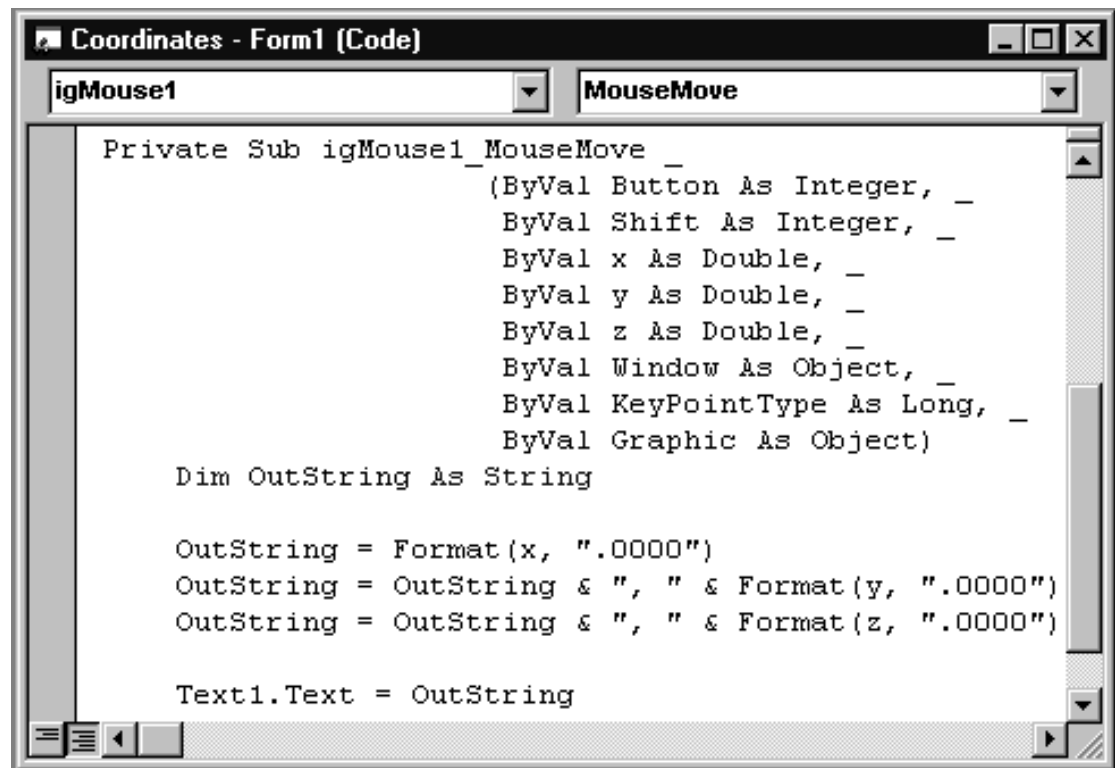 Coordinates - Form1 (Code)
igMouse1 MouseMove
Private Sub igMouse1_MouseMove _
(ByVal Button As Integer, _
ByVal Shift As Integer, _
ByVal x As Double, _
ByVal y As Double, _
ByVal z As Double, _
ByVal Window As Object, _
ByVal KeyPointType As Long, _
ByVal Graphic As Object)
Dim OutString As String
OutString = Format(x, ".0000")
OutString = OutString & ", " & Format(y, ".0000")
OutString = OutString & ", " & Format(z, ".0000")
Text1.Text = OutString